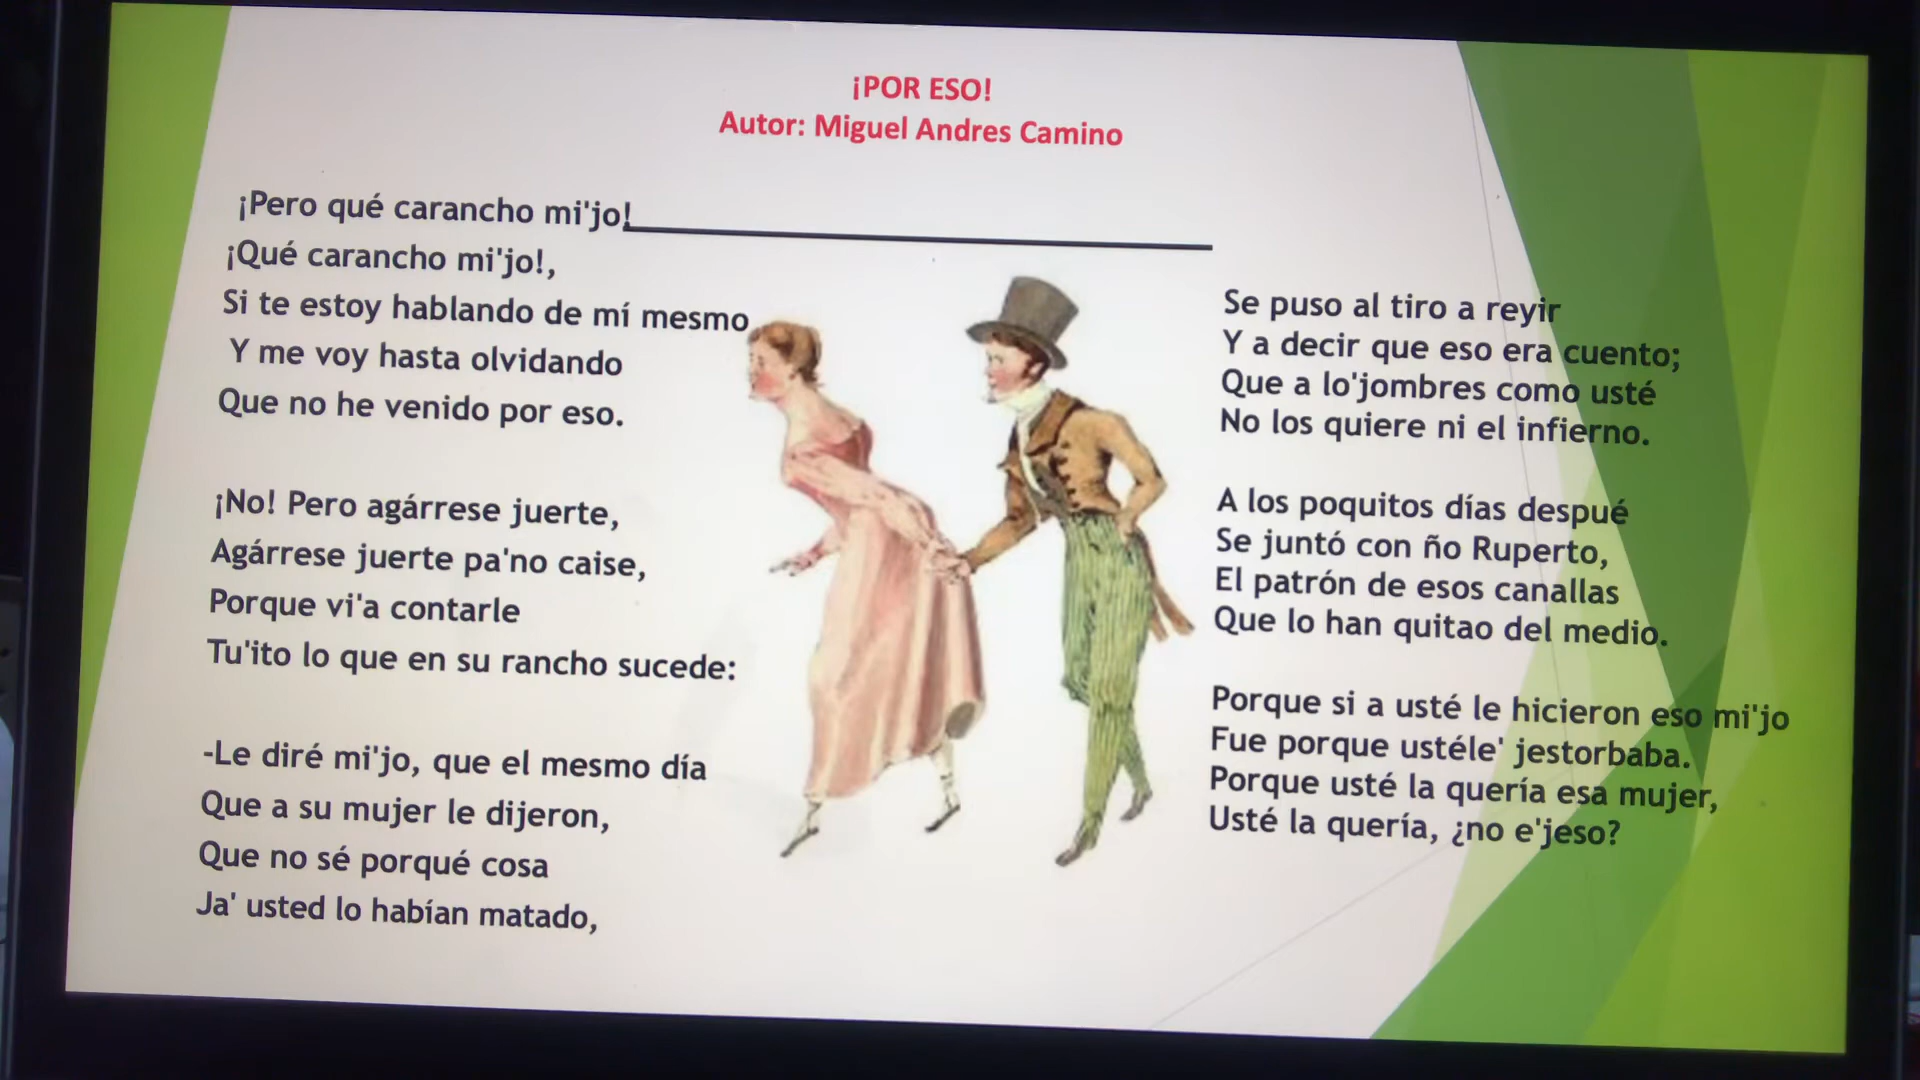 ¡POR ESO!
Autor: Miguel Andres Camino
¡Pero qué carancho mi'jo!
¡Qué carancho mi'jo!,
Si te estoy hablando de mí mesmo
Y me voy hasta olvidando
Que no he venido por eso.
¡No! Pero agárrese juerte,
Agárrese juerte pa'no caise,
Porque vi'a contarle
Tu'ito lo que en su rancho sucede:
-Le diré mi'jo, que el mesmo día
Que a su mujer le dijeron,
Que no sé porqué cosa
Ja' usted lo habían matado,
Se puso al tiro a reyir
Y a decir que eso era cuento;
Que a lo'jombres como usté
No los quiere ni el infierno.
A los poquitos días despué
Se juntó con ño Ruperto,
El patrón de esos canallas
Que lo han quitao del medio.
Porque si a usté le hicieron eso mi'jo
Fue porque ustéle' jestorbaba.
Porque usté la quería esa mujer,
Usté la quería, ¿no e'jeso?